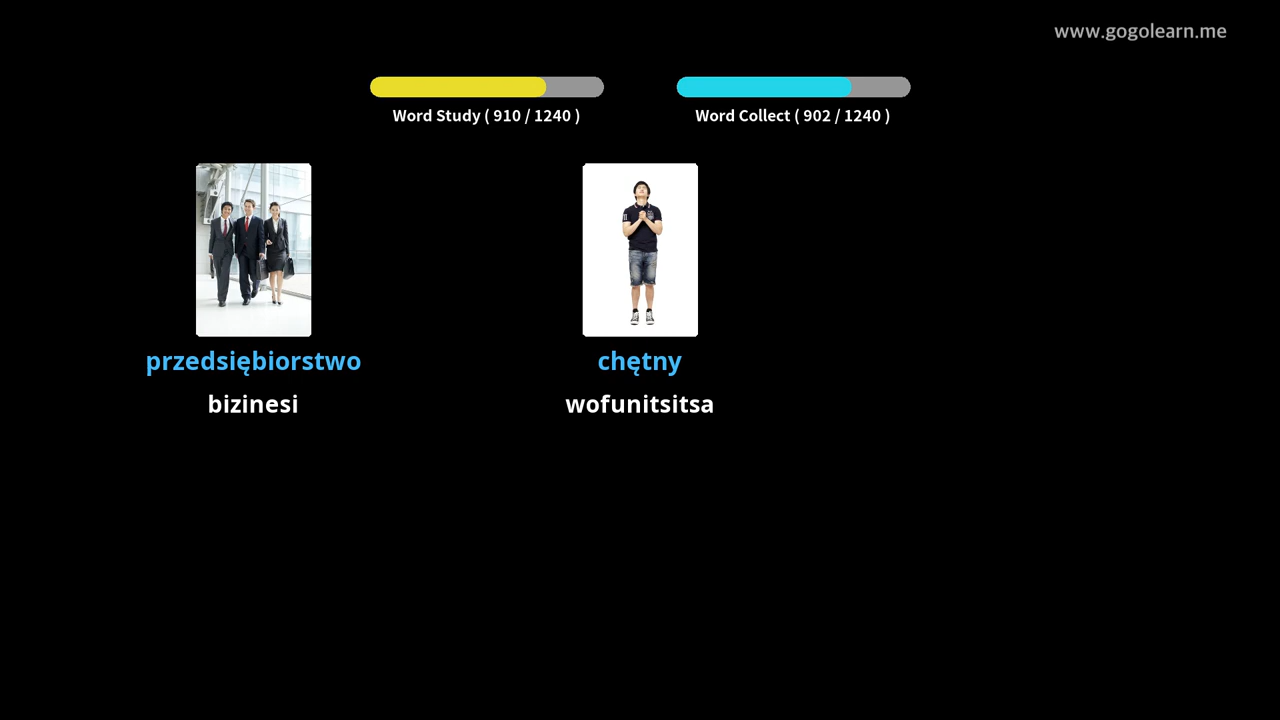 www.gogolearn.me
Word Study ( 910 / 1240 )
Word Collect ( 902 / 1240 )
przedsiębiorstwo
chętny
bizinesi
wofunitsitsa